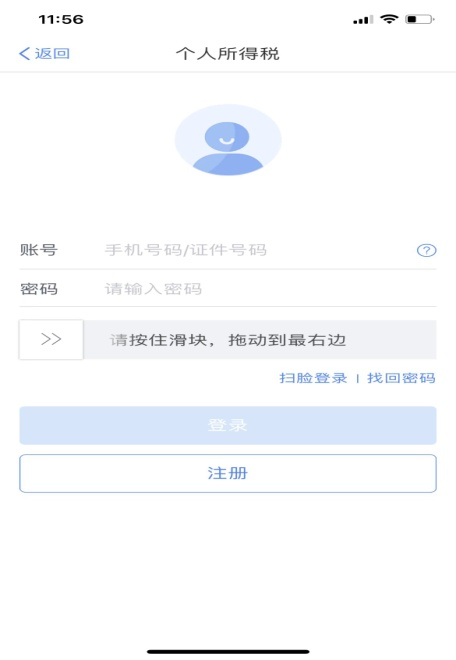 11:56
返回 个人所得税
账号 手机号码/证件号码 ?
密码 请输入密码
>> 请按住滑块，拖动到最右边
扫脸登录 | 找回密码
登录
注册